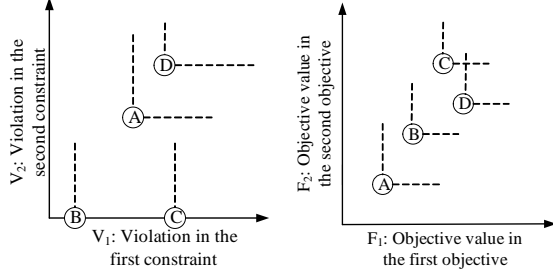 V2: Violation in the
second constraint
D
A
B
C
V1: Violation in the
first constraint
F2: Objective value in
the second objective
C
D
B
A
F1: Objective value in
the first objective